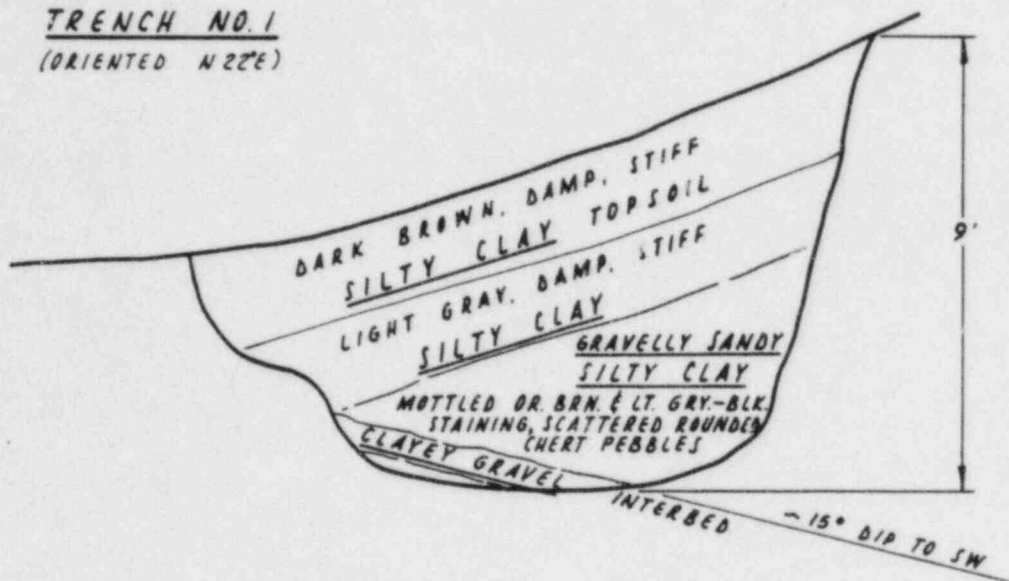 TRENCH NO. 1
(ORIENTED N 22°E)
DARK BROWN, DAMP, STIFF
SILTY CLAY TOPSOIL
LIGHT GRAY, DAMP, STIFF
SILTY CLAY
GRAVELLY SANDY
SILTY CLAY
MOTTLED OR. BRN. & LT. GRY.-BLK.
STAINING, SCATTERED ROUNDED
CHERT PEBBLES
CLAYEY GRAVEL
INTERBED
~15° DIP TO SW
9'